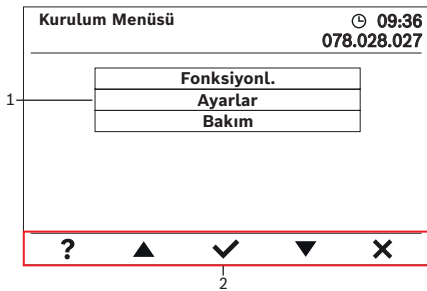 Kurulum Menüsü 09:36
078.028.027
Fonksiyonl.
1 Ayarlar
Bakım
?
2